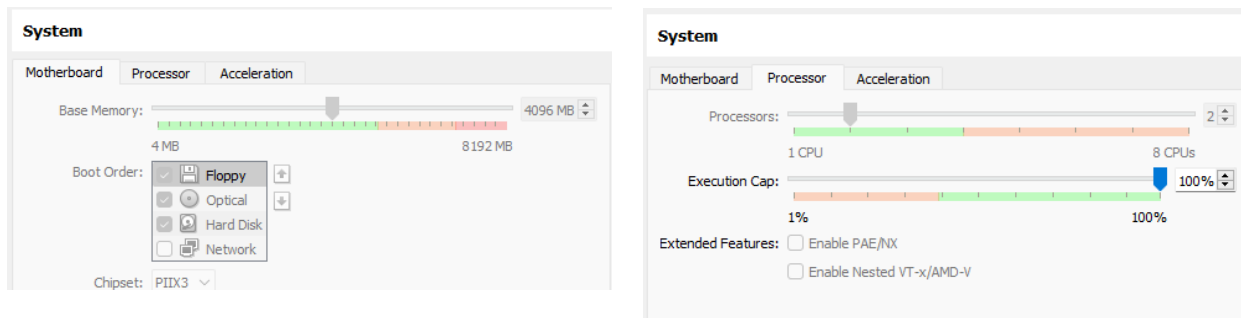 System
Motherboard Processor Acceleration
Base Memory: 4096 MB
4 MB 8192 MB
Boot Order: Floppy
Optical
Hard Disk
Network
Chipset: PIIX3
System
Motherboard Processor Acceleration
Processors: 2
1 CPU 8 CPUs
Execution Cap: 100%
1% 100%
Extended Features: Enable PAE/NX
Enable Nested VT-x/AMD-V